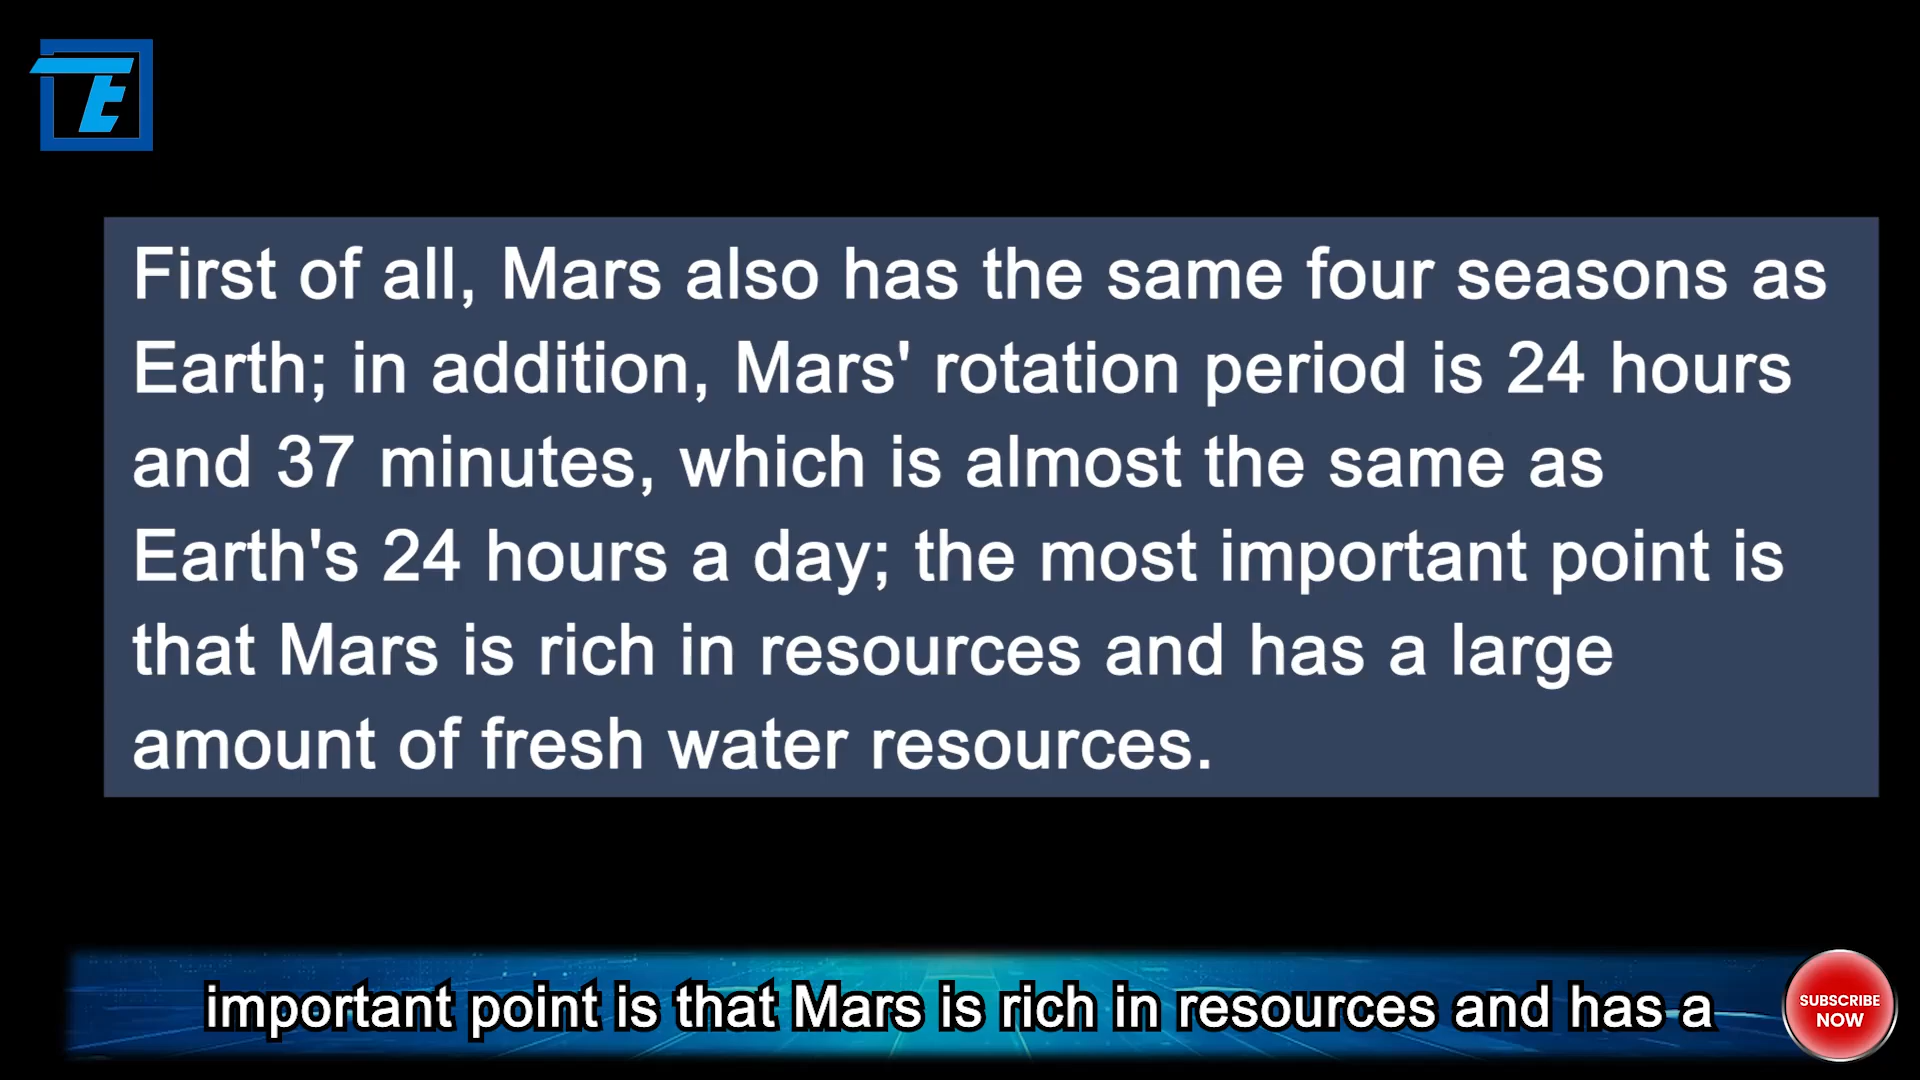 TE
First of all, Mars also has the same four seasons as
Earth; in addition, Mars' rotation period is 24 hours
and 37 minutes, which is almost the same as
Earth's 24 hours a day; the most important point is
that Mars is rich in resources and has a large
amount of fresh water resources.
important point is that Mars is rich in resources and has a
SUBSCRIBE
NOW